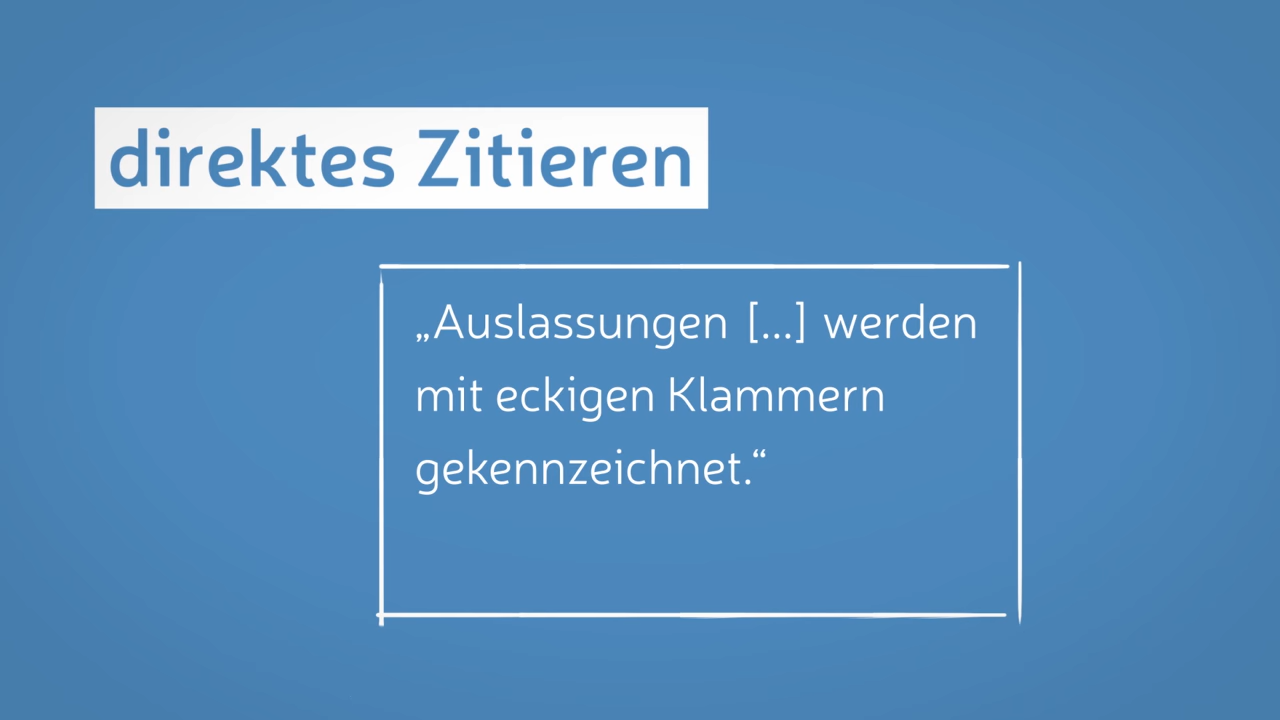 direktes Zitieren
„Auslassungen [...] werden
mit eckigen Klammern
gekennzeichnet.“